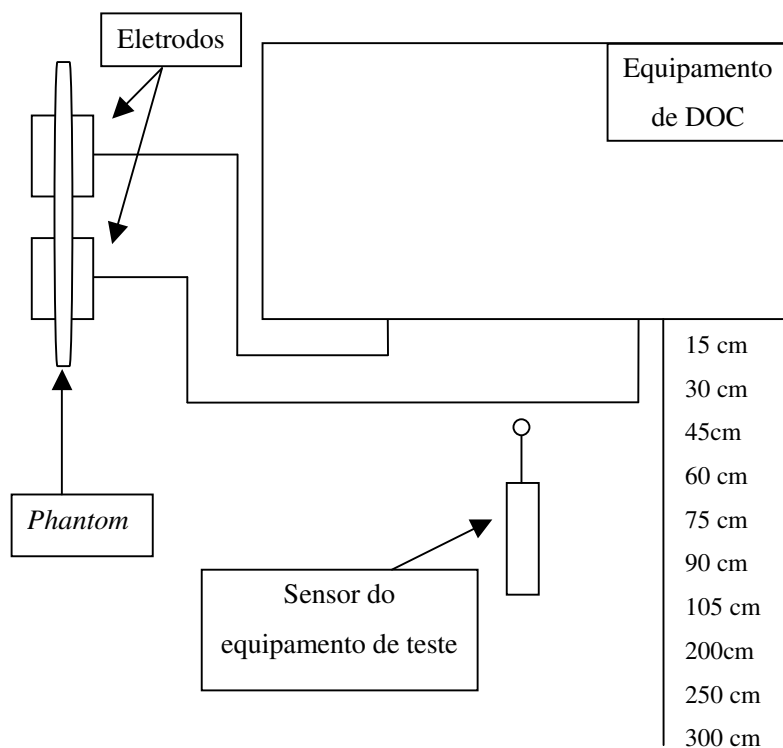 Eletrodos
Equipamento
de DOC
15 cm
30 cm
45cm
60 cm
75 cm
90 cm
105 cm
200cm
250 cm
300 cm
Phantom
Sensor do
equipamento de teste